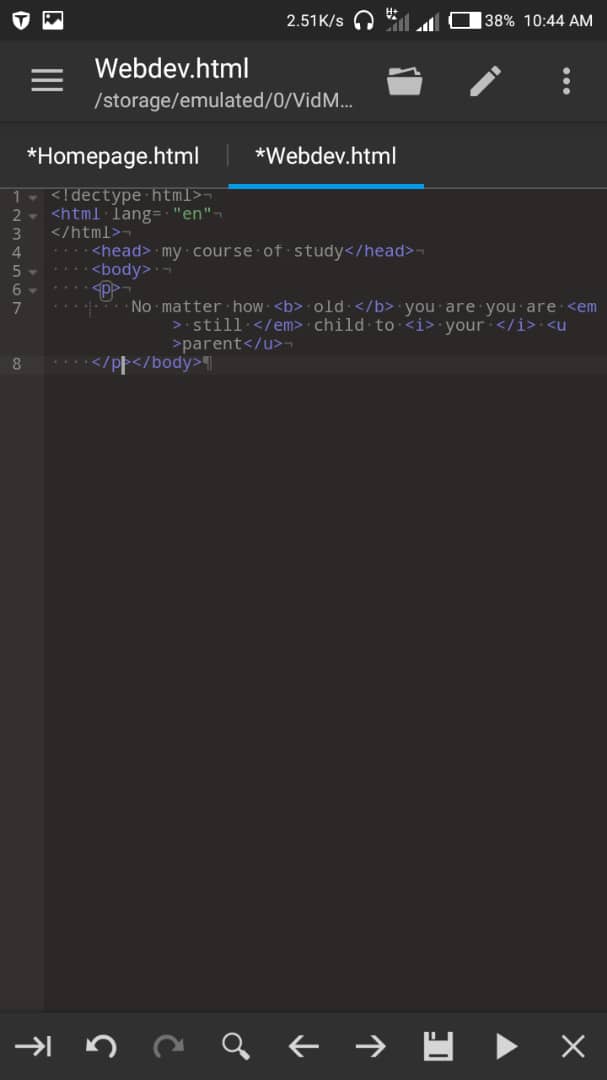 2.51K/s H+ 38% 10:44 AM
Webdev.html
/storage/emulated/0/VidM...
*Homepage.html *Webdev.html
1 <!dectype html>¬
2 <html lang= "en"¬
3 </html>¬
4 <head> my course of study</head>¬
5 <body> ¬
6 <p>¬
7 No matter how <b> old </b> you are you are <em
> still </em> child to <i> your </i> <u
>parent</u>¬
8 </p></body>¶